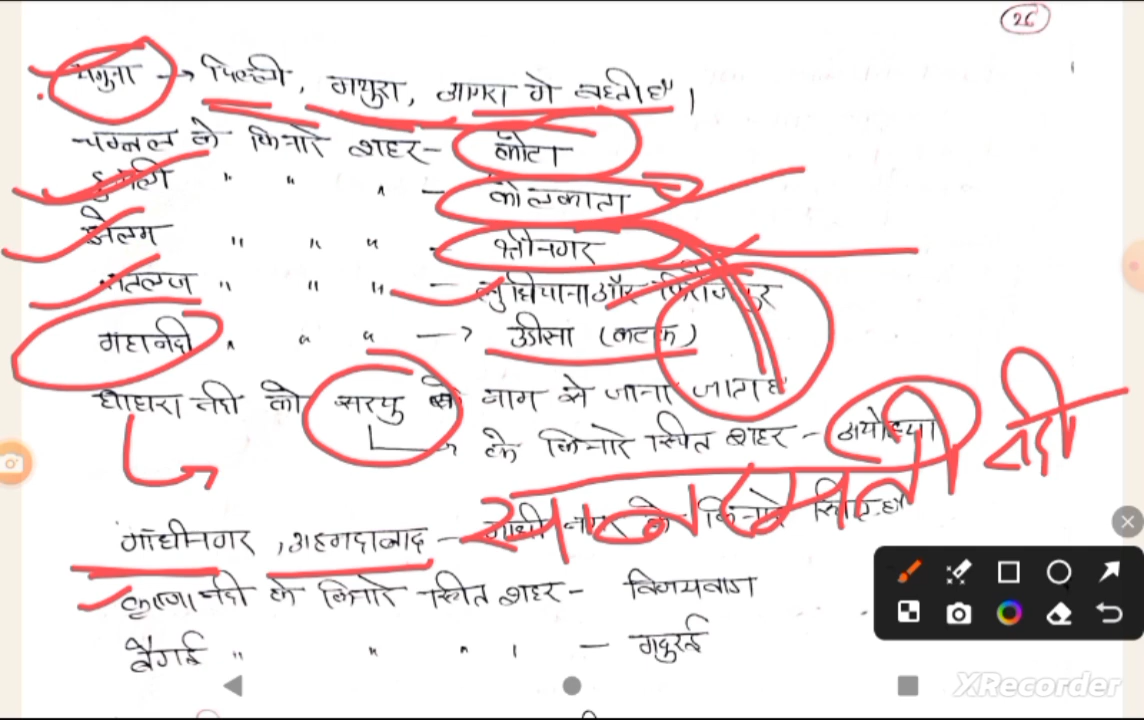 26
यमुना → दिल्ली, मथुरा, आगरा में बहती है।
चम्बल के किनारे शहर- कोटा
हुगली " " " - कोलकाता
झेलम " " " - श्रीनगर
सतलज " " " - लुधियाना और फिरोजपुर
महानदी " " " → उडीसा (कटक)
घाघरा नदी को सरयु के नाम से जाना जाता है
के किनारे स्थित शहर - अयोध्या
साबरमती नदी
गांधीनगर, अहमदाबाद - के किनारे स्थित है
कृष्णा नदी के किनारे स्थित शहर - विजयवाडा
वैगई " " " । - मदुरई
XRecorder